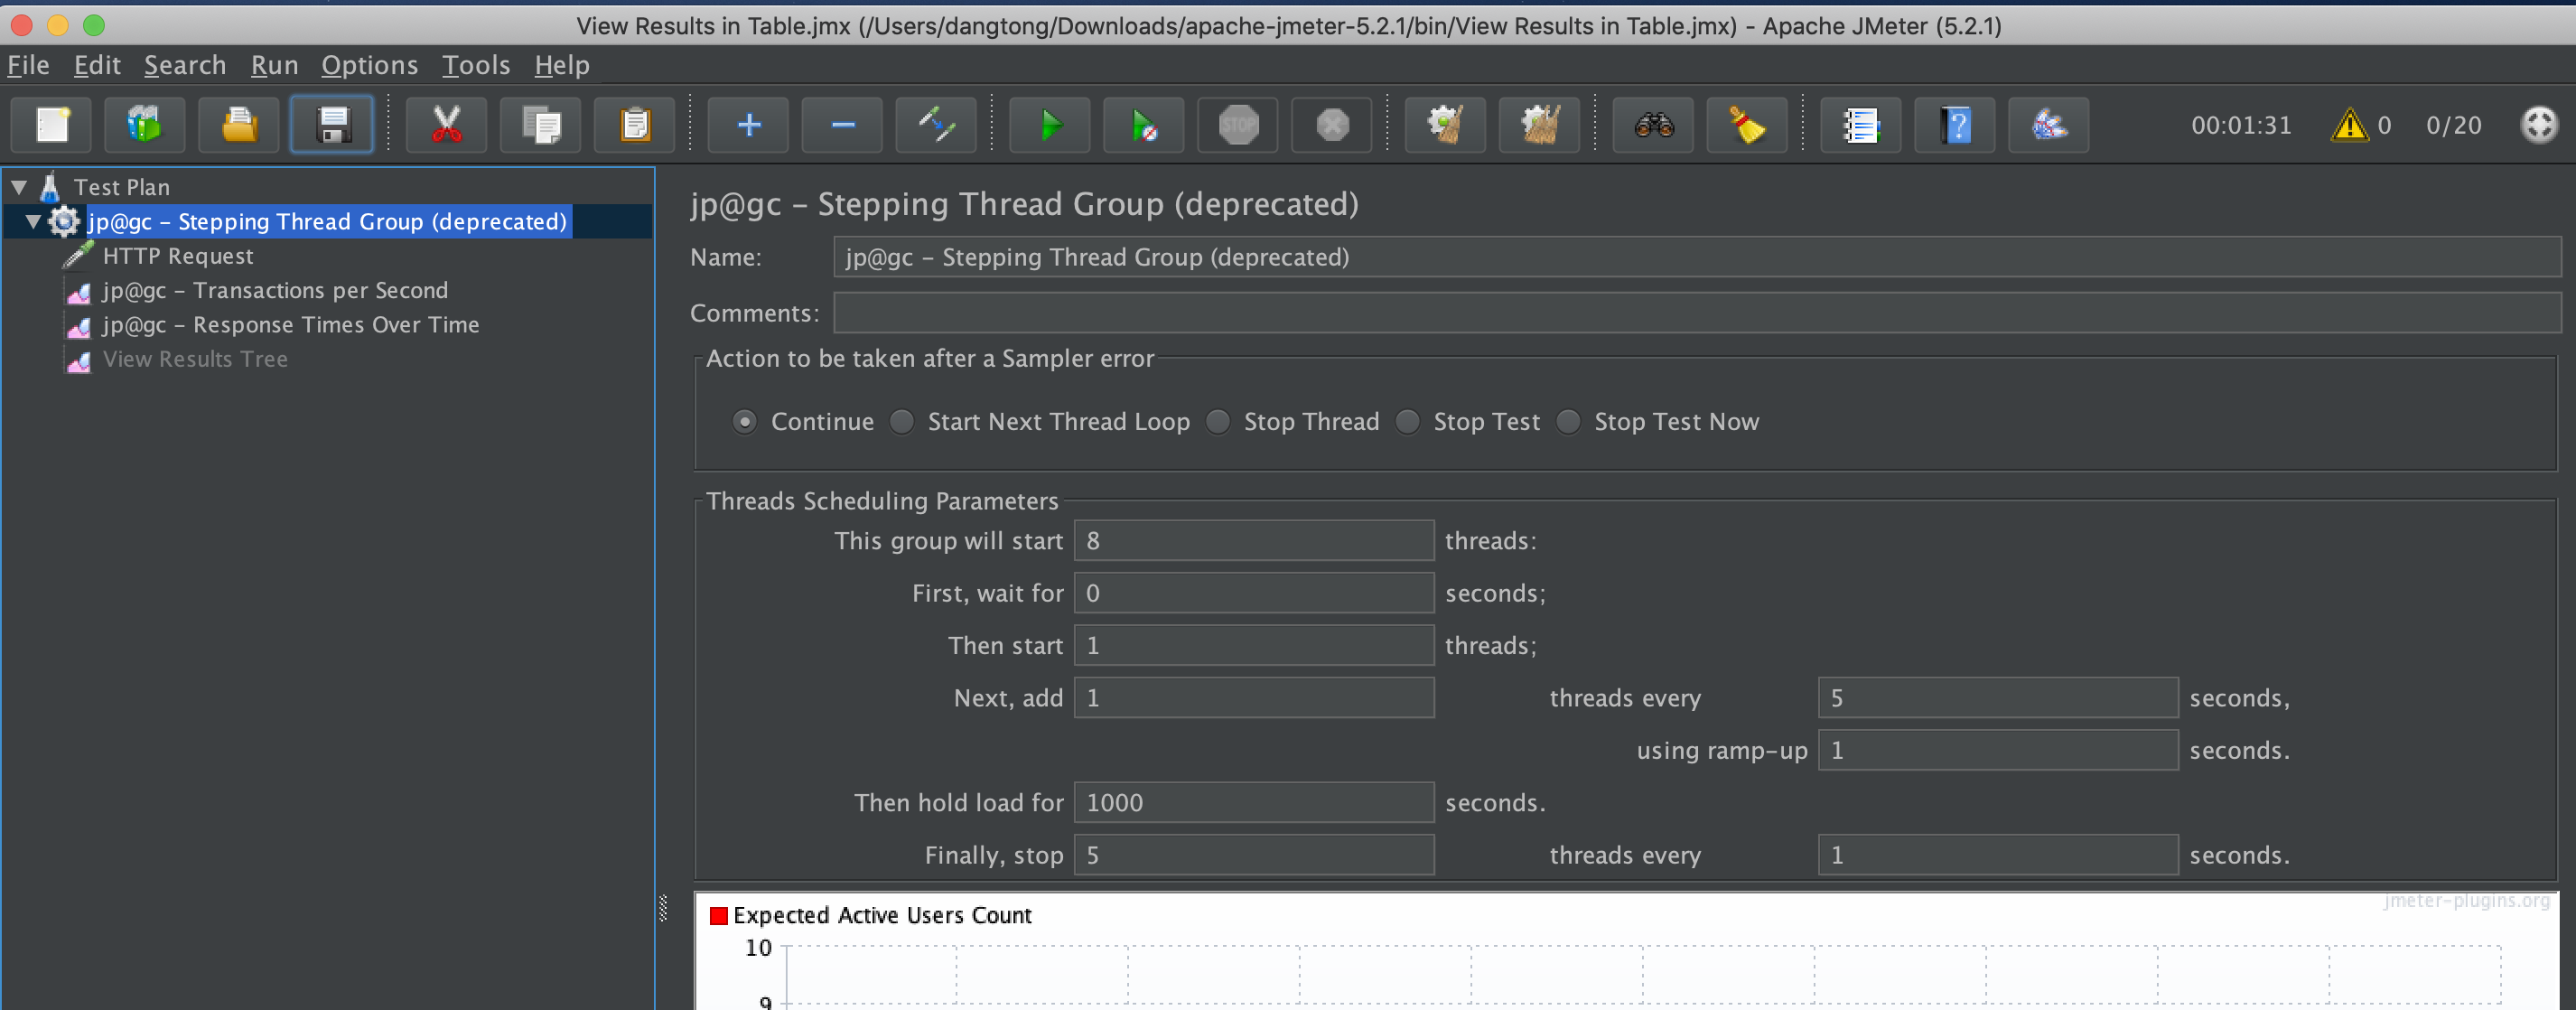 View Results in Table.jmx (/Users/dangtong/Downloads/apache-jmeter-5.2.1/bin/View Results in Table.jmx) - Apache JMeter (5.2.1)
File Edit Search Run Options Tools Help
STOP 00:01:31 0 0/20
Test Plan
jp@gc - Stepping Thread Group (deprecated)
HTTP Request
jp@gc - Transactions per Second
jp@gc - Response Times Over Time
View Results Tree
jp@gc - Stepping Thread Group (deprecated)
Name: jp@gc - Stepping Thread Group (deprecated)
Comments:
Action to be taken after a Sampler error
Continue Start Next Thread Loop Stop Thread Stop Test Stop Test Now
Threads Scheduling Parameters
This group will start 8 threads:
First, wait for 0 seconds;
Then start 1 threads;
Next, add 1 threads every 5 seconds,
using ramp-up 1 seconds.
Then hold load for 1000 seconds.
Finally, stop 5 threads every 1 seconds.
jmeter-plugins.org
Expected Active Users Count
10
9